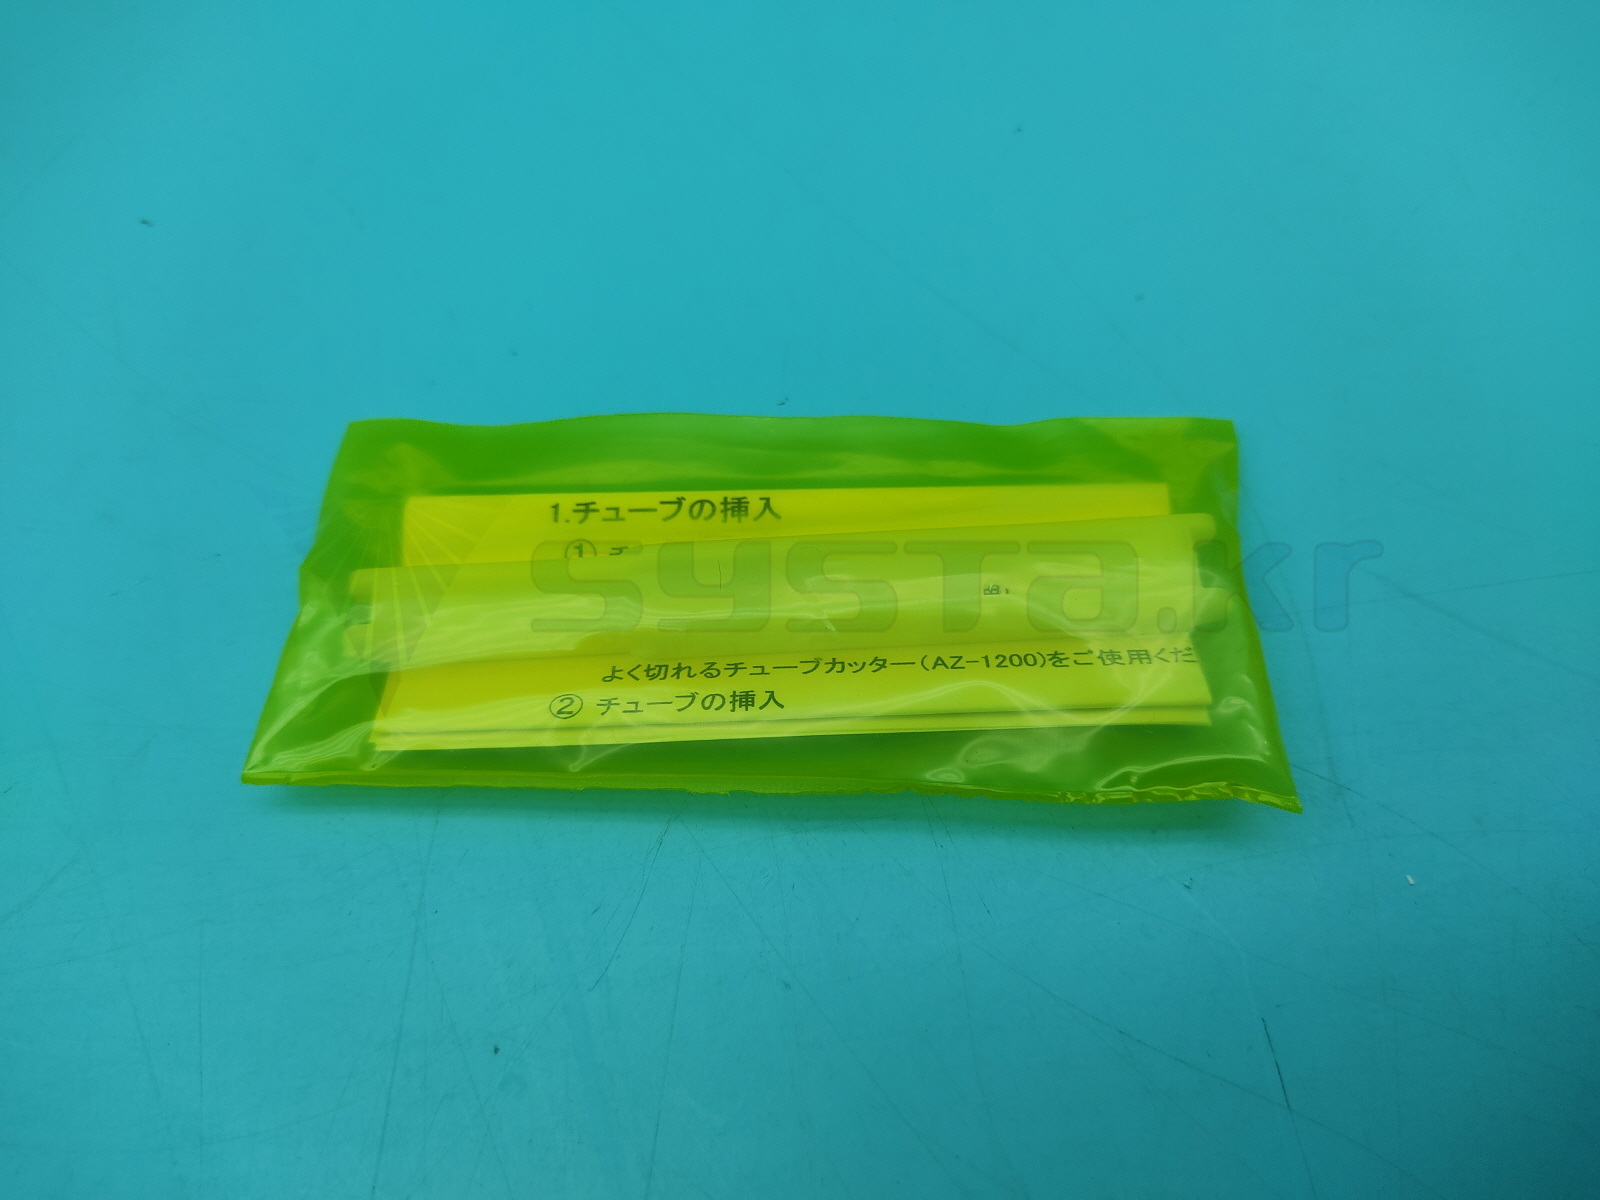 1.チューブの挿入
① チ
systa.kr
よく切れるチューブカッター(AZ-1200)をご使用くだ
② チューブの挿入